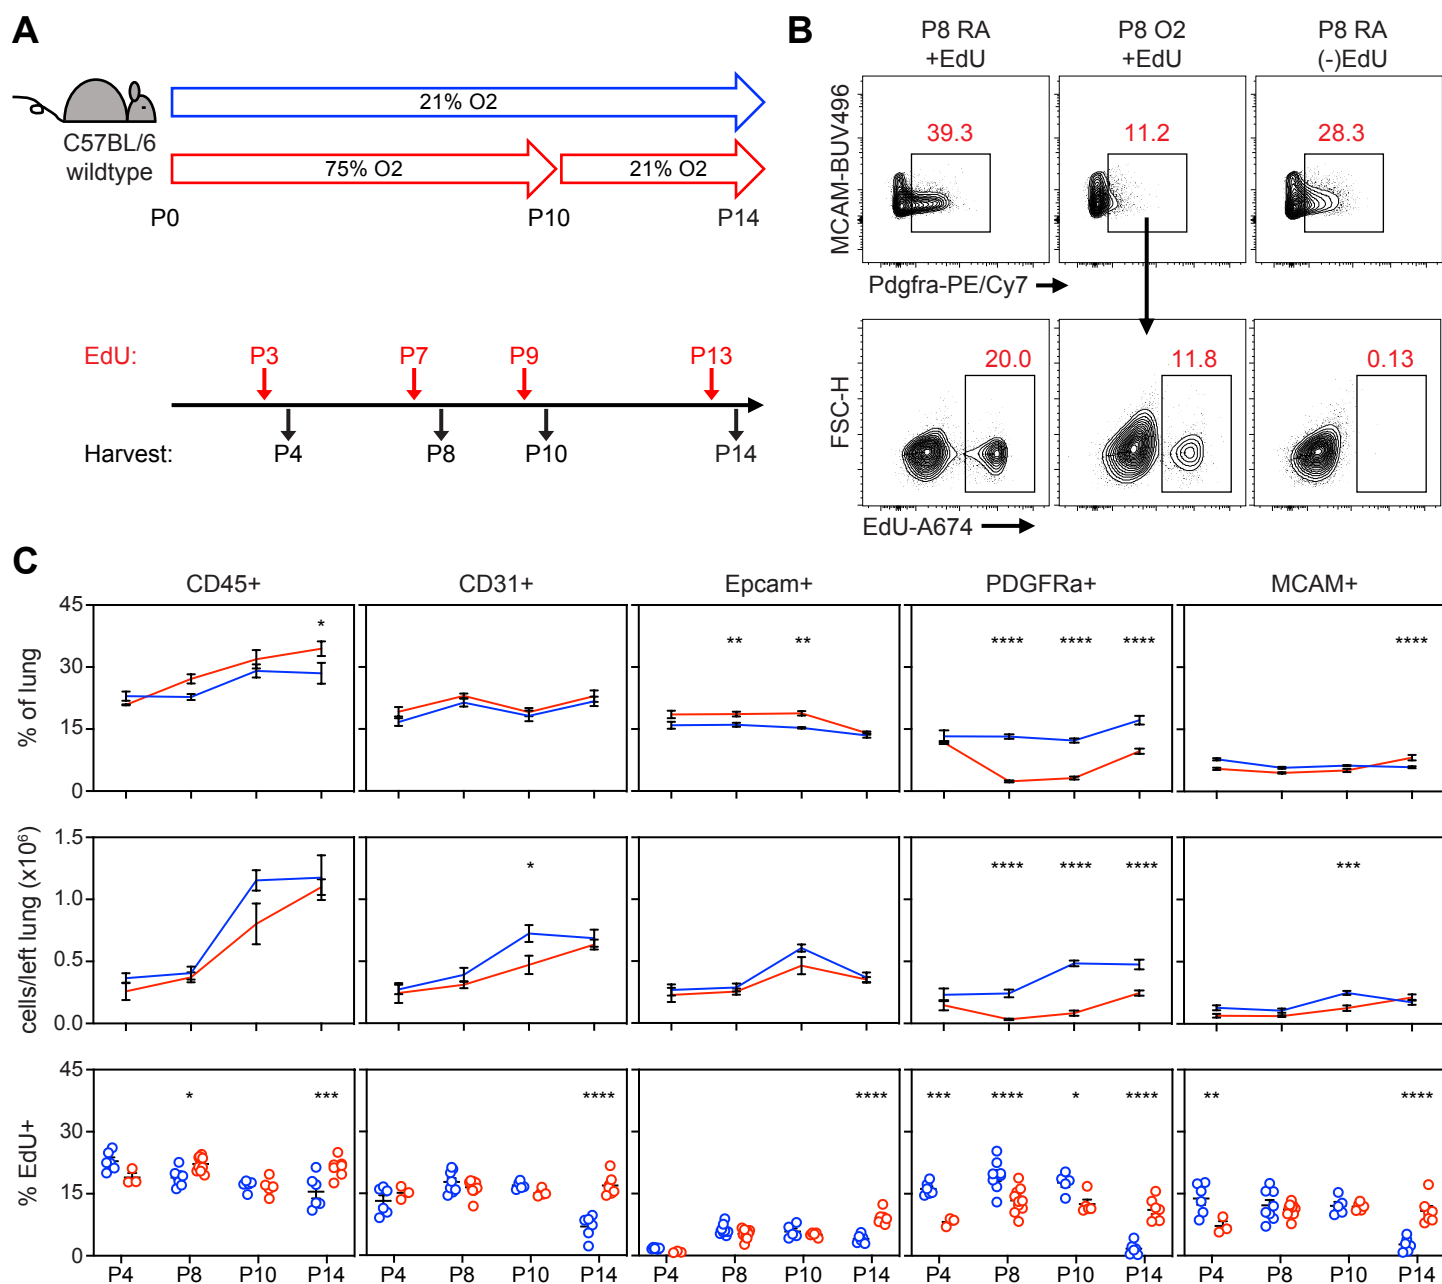 A
21% O2
C57BL/6
wildtype
75% O2
21% O2
P0
P10
P14
EdU:
P3
P7
P9
P13
Harvest:
P4
P8
P10
P14
B
P8 RA
+EdU
P8 O2
+EdU
P8 RA
(-)EdU
MCAM-BUV496
39.3
11.2
28.3
Pdgfra-PE/Cy7
FSC-H
20.0
11.8
0.13
EdU-A674
C
CD45+
CD31+
Epcam+
PDGFRa+
MCAM+
% of lung
45
30
15
0
*
** **
**** **** ****
****
cells/left lung (x10⁶)
1.5
1.0
0.5
0.0
*
**** **** ****
***
% EdU+
45
30
15
0
* ***
****
****
*** **** * ****
** ****
P4 P8 P10 P14
P4 P8 P10 P14
P4 P8 P10 P14
P4 P8 P10 P14
P4 P8 P10 P14